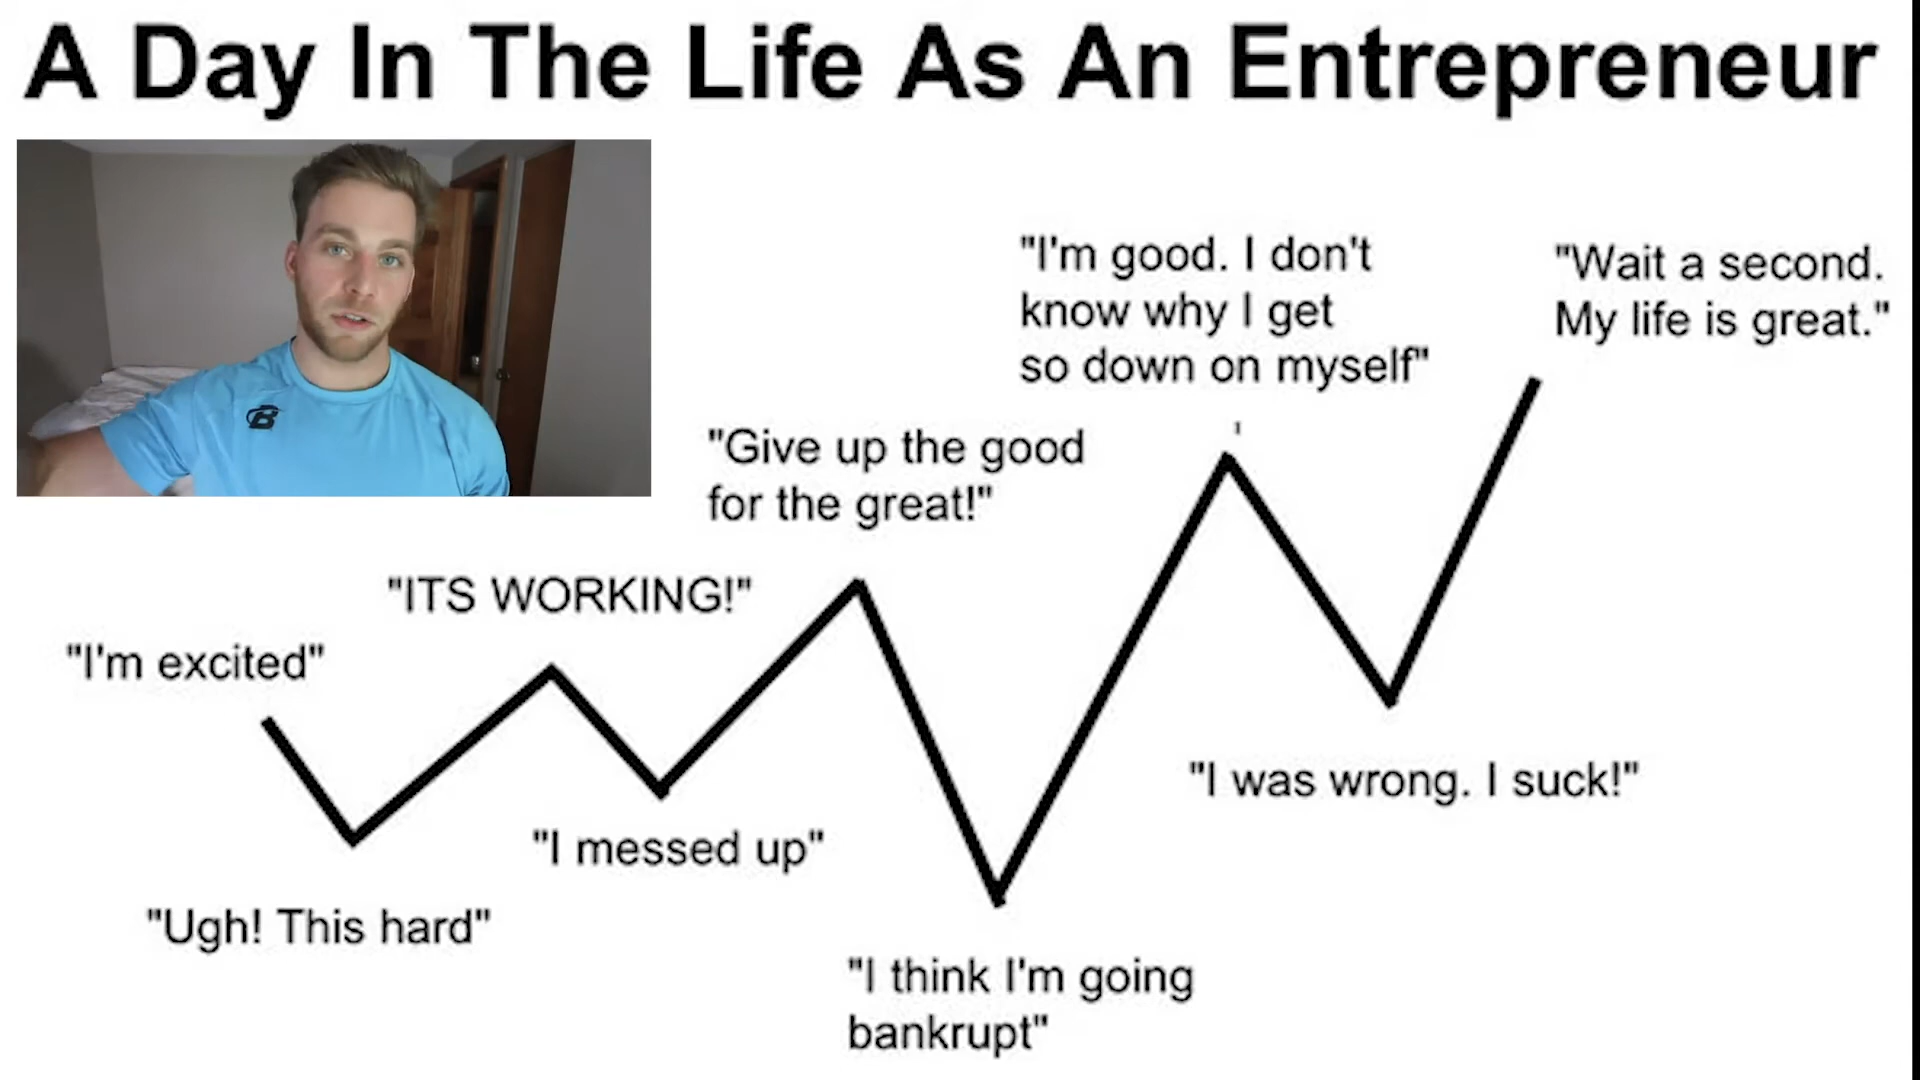 A Day In The Life As An Entrepreneur
"I'm good. I don't
know why I get
so down on myself"
"Wait a second.
My life is great."
"Give up the good
for the great!"
"ITS WORKING!"
"I'm excited"
"I was wrong. I suck!"
"I messed up"
"Ugh! This hard"
"I think I'm going
bankrupt"
B